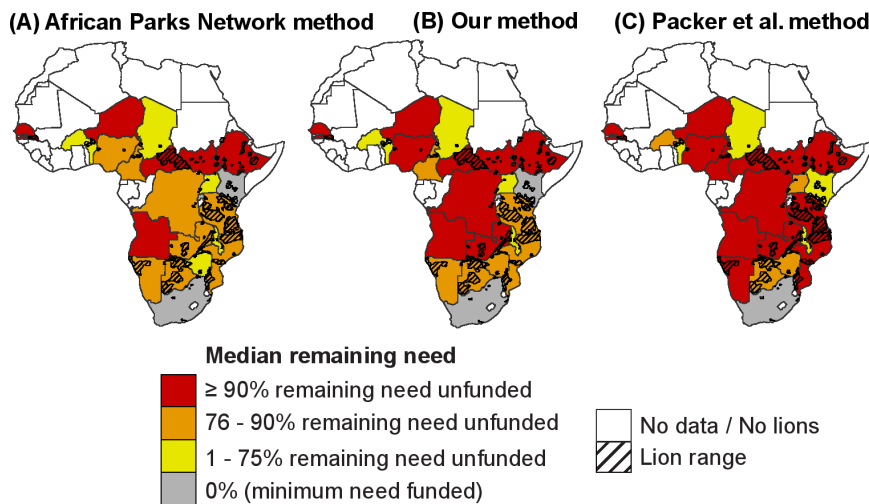 (A) African Parks Network method
(B) Our method
(C) Packer et al. method
Median remaining need
≥ 90% remaining need unfunded
76 - 90% remaining need unfunded
1 - 75% remaining need unfunded
0% (minimum need funded)
No data / No lions
Lion range